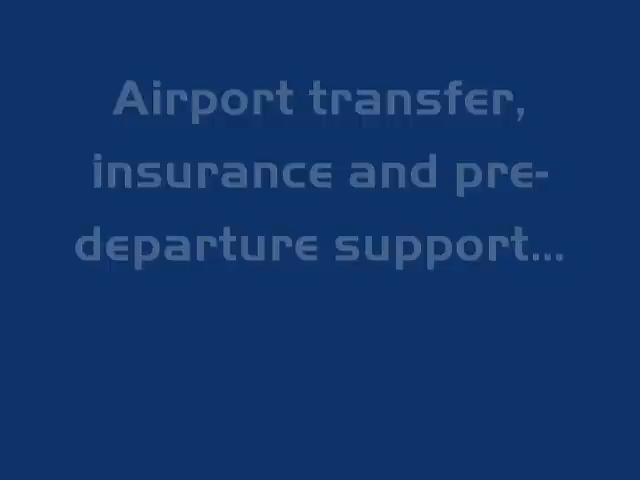 Airport transfer,
insurance and pre-
departure support...